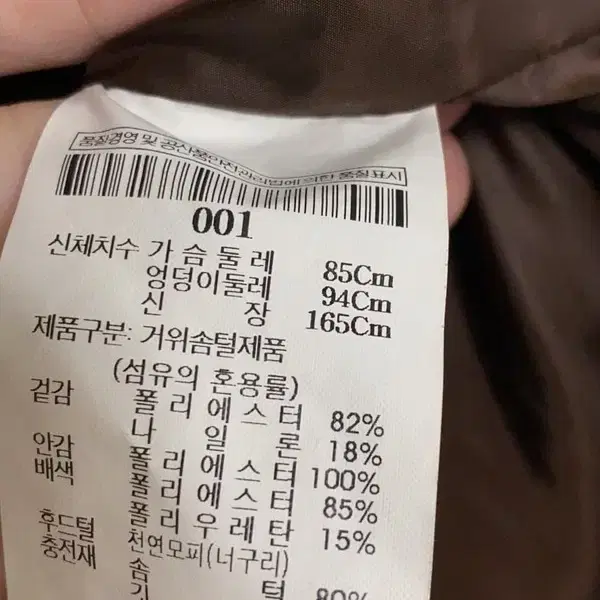 품질경영 및 공산품안전관리법에 의한 품질표시
001
신체치수 가슴둘레 85Cm
엉덩이둘레 94Cm
신장 165Cm
제품구분: 거위솜털제품
(섬유의 혼용률)
겉감 폴리에스터 82%
나일론 18%
안감 폴리에스터 100%
배색 폴리에스터 85%
폴리우레탄 15%
후드털 천연모피(너구리)
충전재 솜털 80%